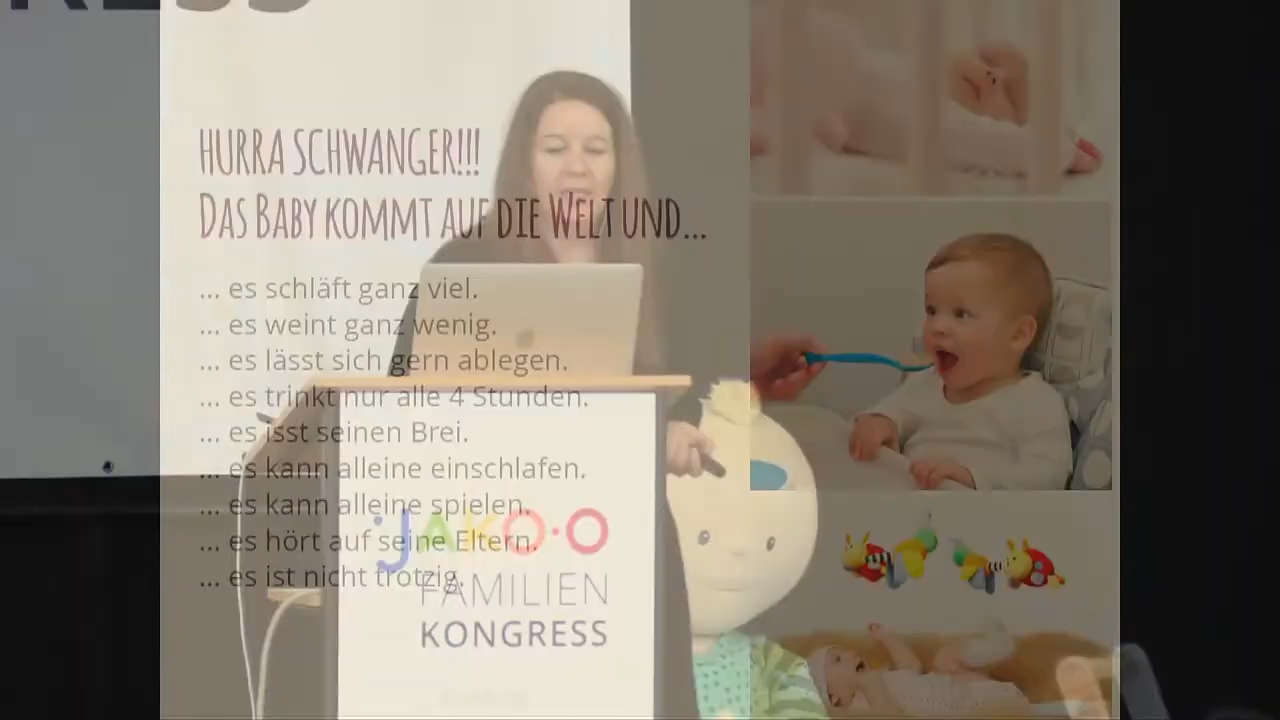 HURRA SCHWANGER!!!
DAS BABY KOMMT AUF DIE WELT UND...
... es schläft ganz viel.
... es weint ganz wenig.
... es lässt sich gern ablegen.
... es trinkt nur alle 4 Stunden.
... es isst seinen Brei.
... es kann alleine einschlafen.
... es kann alleine spielen.
... es hört auf seine Eltern.
... es ist nicht trotzig.
JAKO-O
FAMILIEN
KONGRESS